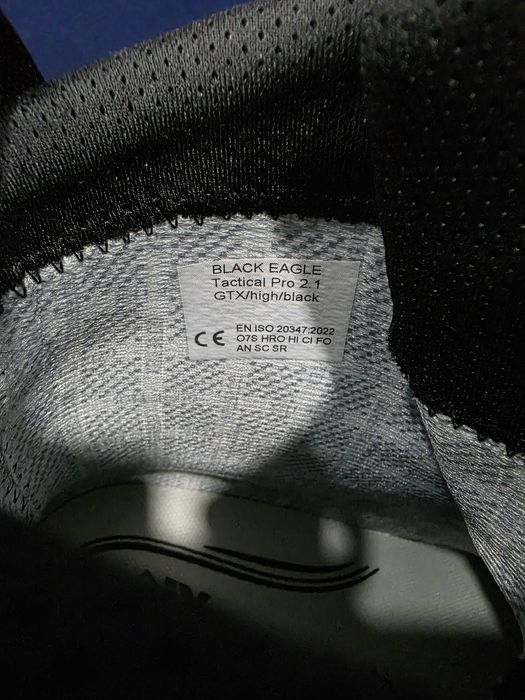 BLACK EAGLE
Tactical Pro 2.1
GTX/high/black
CE
EN ISO 20347:2022
O7S HRO HI CI FO
AN SC SR